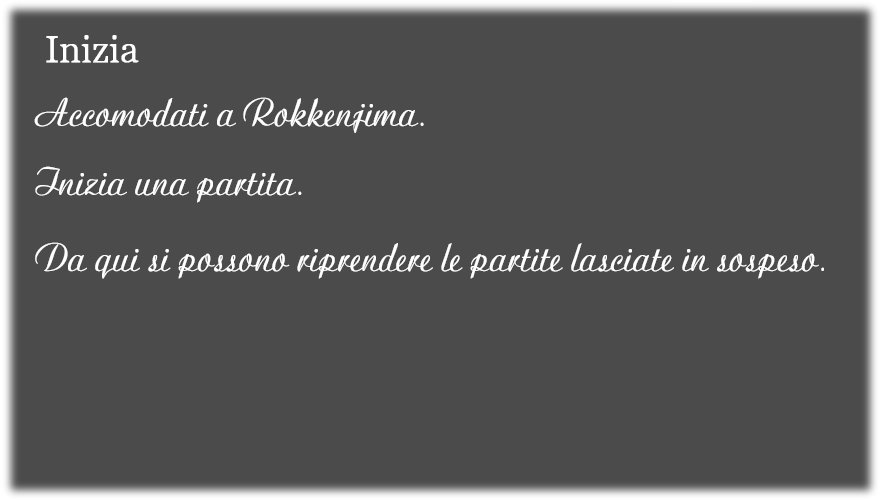 Inizia
Accomodati a Rokkenjima.
Inizia una partita.
Da qui si possono riprendere le partite lasciate in sospeso.